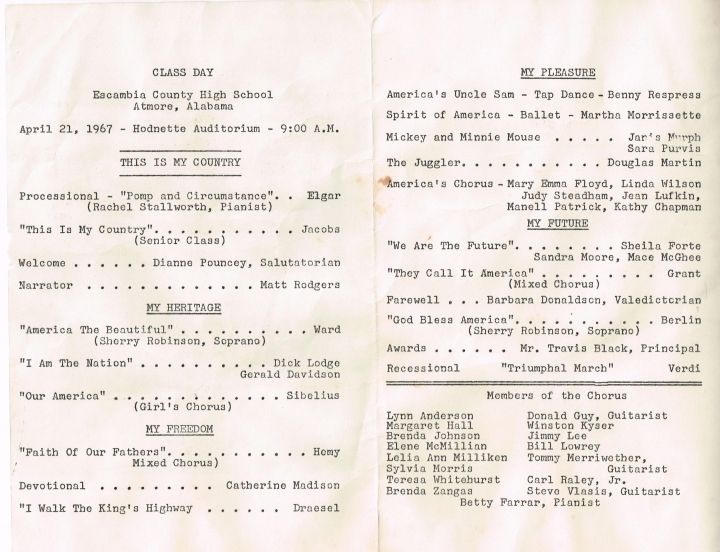 CLASS DAY
Escambia County High School
Atmore, Alabama
April 21, 1967 - Hodnette Auditorium - 9:00 A.M.
THIS IS MY COUNTRY
Processional - "Pomp and Circumstance". . Elgar
(Rachel Stallworth, Pianist)
"This Is My Country". . . . . . . . . . . Jacobs
(Senior Class)
Welcome . . . . . . Dianne Pouncey, Salutatorian
Narrator . . . . . . . . . . . . . Matt Rodgers
MY HERITAGE
"America The Beautiful" . . . . . . . . . . Ward
(Sherry Robinson, Soprano)
"I Am The Nation" . . . . . . . . . . Dick Lodge
Gerald Davidson
"Our America" . . . . . . . . . . . . . Sibelius
(Girl's Chorus)
MY FREEDOM
"Faith Of Our Fathers". . . . . . . . . . . Hemy
Mixed Chorus)
Devotional . . . . . . . . . Catherine Madison
"I Walk The King's Highway . . . . . . Draesel
MY PLEASURE
America's Uncle Sam - Tap Dance - Benny Respress
Spirit of America - Ballet - Martha Morrissette
Mickey and Minnie Mouse . . . . . Jan's Murph
Sara Purvis
The Juggler. . . . . . . . . . . Douglas Martin
America's Chorus - Mary Emma Floyd, Linda Wilson
Judy Steadham, Jean Lufkin,
Manell Patrick, Kathy Chapman
MY FUTURE
"We Are The Future". . . . . . . . Sheila Forte
Sandra Moore, Mace McGhee
"They Call It America" . . . . . . . . . Grant
(Mixed Chorus)
Farewell . . . Barbara Donaldson, Valedictorian
"God Bless America". . . . . . . . . . . Berlin
(Sherry Robinson, Soprano)
Awards . . . . . . Mr. Travis Black, Principal
Recessional "Triumphal March" Verdi
Members of the Chorus
Lynn Anderson Donald Guy, Guitarist
Margaret Hall Winston Kyser
Brenda Johnson Jimmy Lee
Elene McMillian Bill Lowrey
Lelia Ann Milliken Tommy Merriwether,
Sylvia Morris Guitarist
Teresa Whitehurst Carl Raley, Jr.
Brenda Zangas Steve Vlasis, Guitarist
Betty Farrar, Pianist